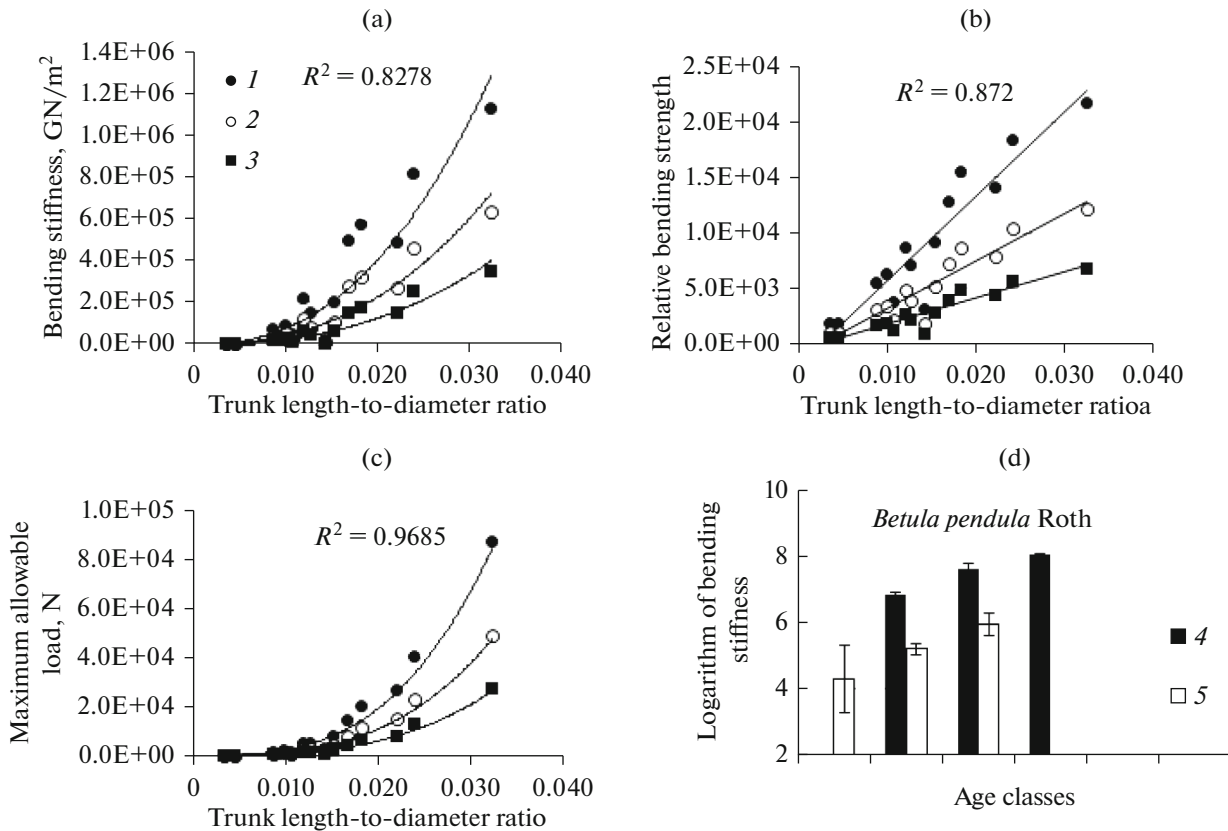 (a)
Bending stiffness, GN/m²
1.4E+06
1.2E+06
1.0E+06
8.0E+05
6.0E+05
4.0E+05
2.0E+05
0.0E+00
1
2
3
R² = 0.8278
0
0.010
0.020
0.030
0.040
Trunk length-to-diameter ratio
(b)
Relative bending strength
2.5E+04
2.0E+04
1.5E+04
1.0E+04
5.0E+03
0.0E+00
R² = 0.872
0
0.010
0.020
0.030
0.040
Trunk length-to-diameter ratioa
(c)
Maximum allowable
load, N
1.0E+05
8.0E+04
6.0E+04
4.0E+04
2.0E+04
0.0E+00
R² = 0.9685
0
0.010
0.020
0.030
0.040
Trunk length-to-diameter ratio
(d)
Logarithm of bending
stiffness
10
8
6
4
2
Betula pendula Roth
4
5
Age classes